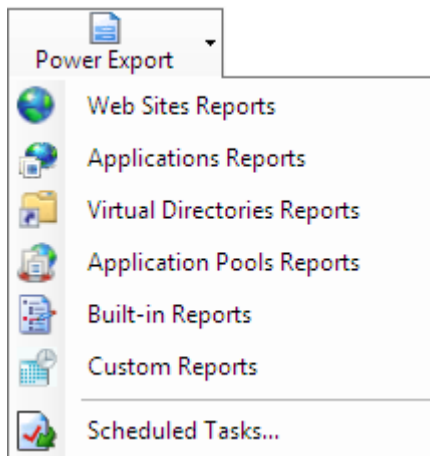 Power Export
Web Sites Reports
Applications Reports
Virtual Directories Reports
Application Pools Reports
Built-in Reports
Custom Reports
Scheduled Tasks...